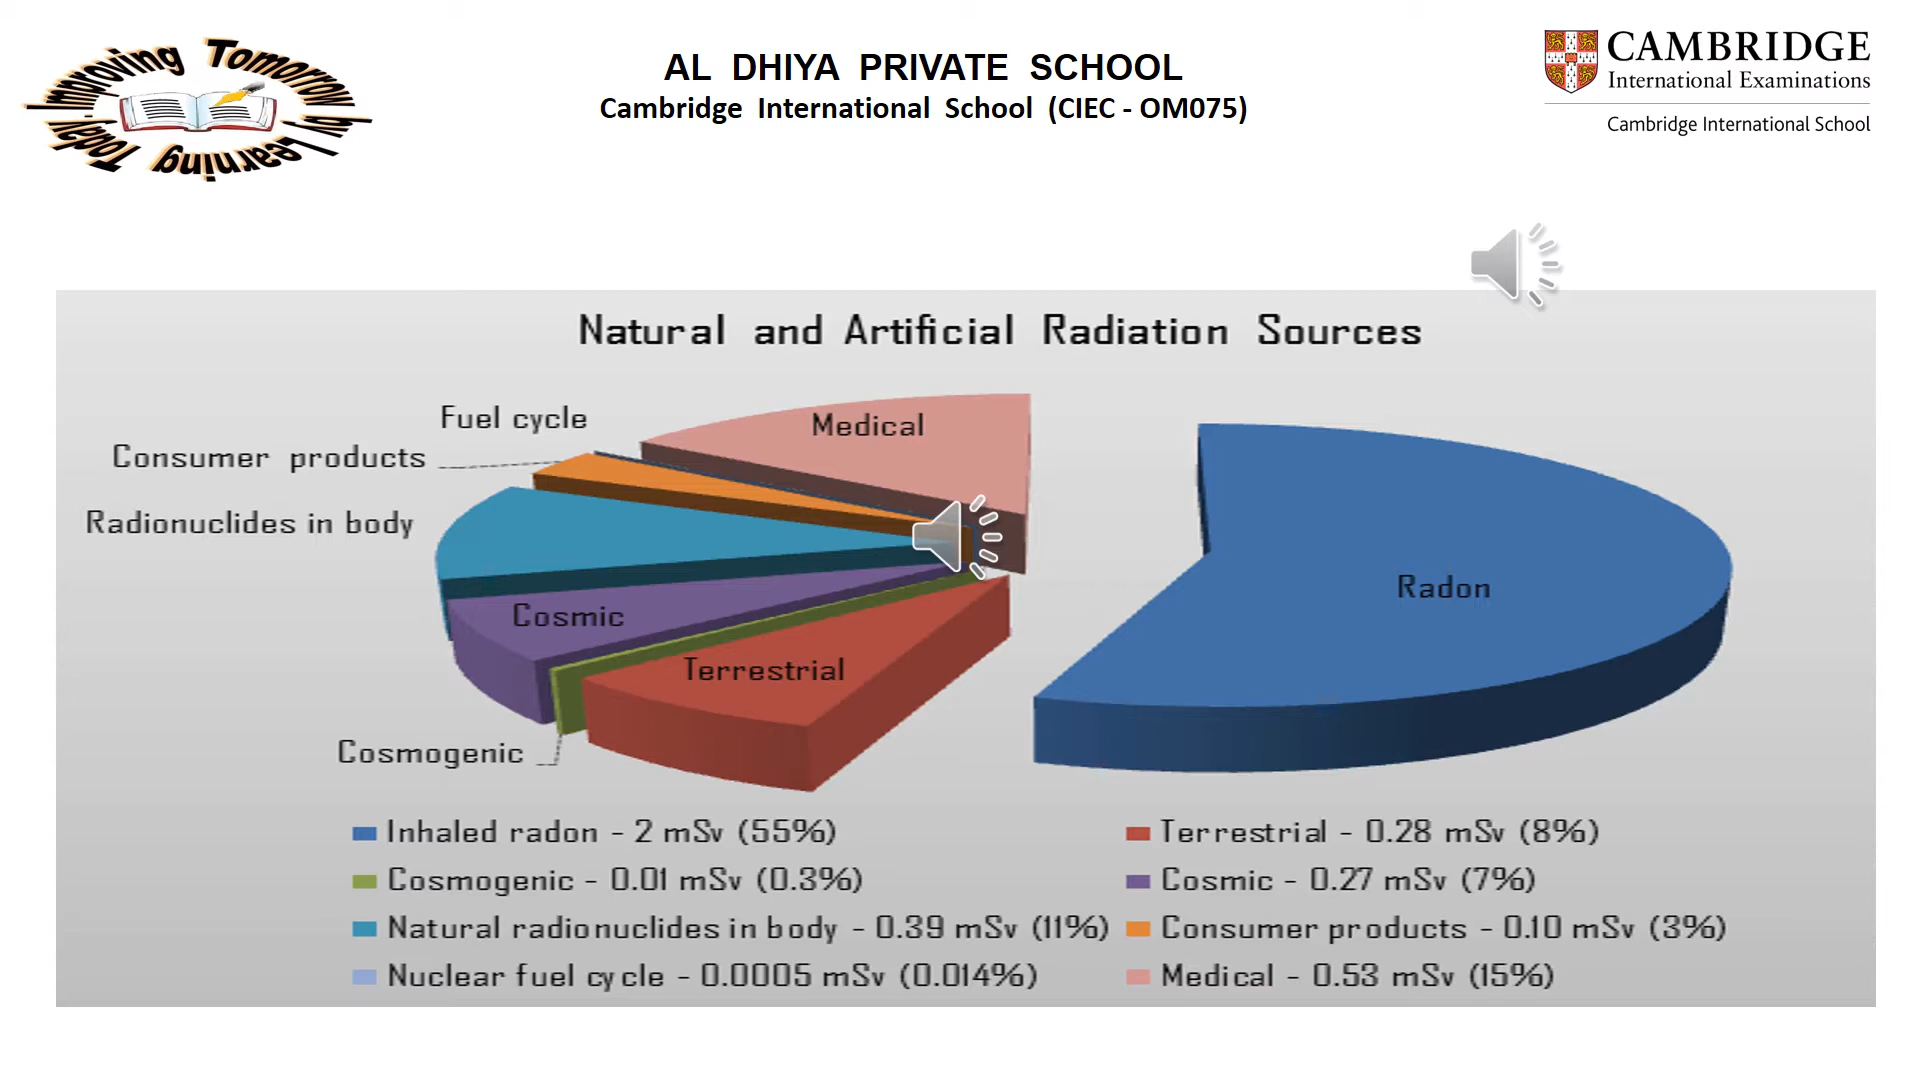 Improving Tomorrow by Learning Today
AL DHIYA PRIVATE SCHOOL
Cambridge International School (CIEC - OM075)
CAMBRIDGE
International Examinations
Cambridge International School
Natural and Artificial Radiation Sources
Fuel cycle
Medical
Consumer products
Radionuclides in body
Radon
Cosmic
Terrestrial
Cosmogenic
Inhaled radon - 2 mSv (55%)
Terrestrial - 0.28 mSv (8%)
Cosmogenic - 0.01 mSv (0.3%)
Cosmic - 0.27 mSv (7%)
Natural radionuclides in body - 0.39 mSv (11%)
Consumer products - 0.10 mSv (3%)
Nuclear fuel cycle - 0.0005 mSv (0.014%)
Medical - 0.53 mSv (15%)